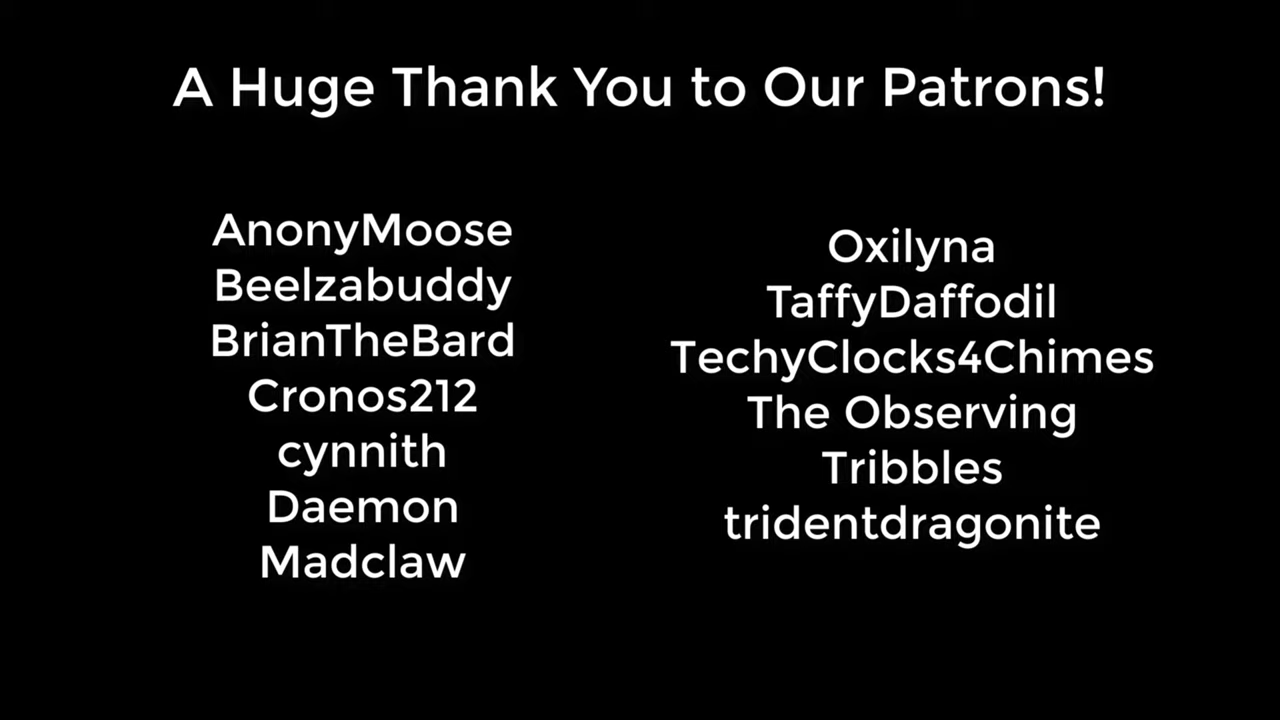 A Huge Thank You to Our Patrons!
AnonyMoose
Beelzabuddy
BrianTheBard
Cronos212
cynnith
Daemon
Madclaw
Oxilyna
TaffyDaffodil
TechyClocks4Chimes
The Observing
Tribbles
tridentdragonite